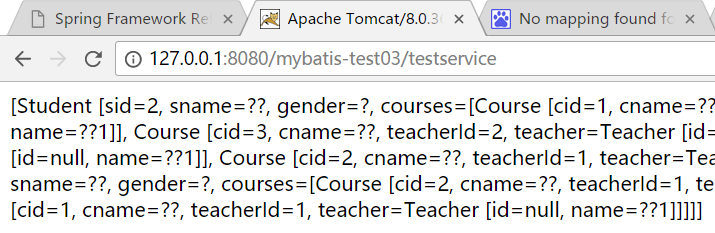 Spring Framework Re
Apache Tomcat/8.0.3
No mapping found fo
127.0.0.1:8080/mybatis-test03/testservice
[Student [sid=2, sname=??, gender=?, courses=[Course [cid=1, cname=??
name=??1]], Course [cid=3, cname=??, teacherId=2, teacher=Teacher [id=
[id=null, name=??1]], Course [cid=2, cname=??, teacherId=1, teacher=Tea
sname=??, gender=?, courses=[Course [cid=2, cname=??, teacherId=1, te
[cid=1, cname=??, teacherId=1, teacher=Teacher [id=null, name=??1]]]]]